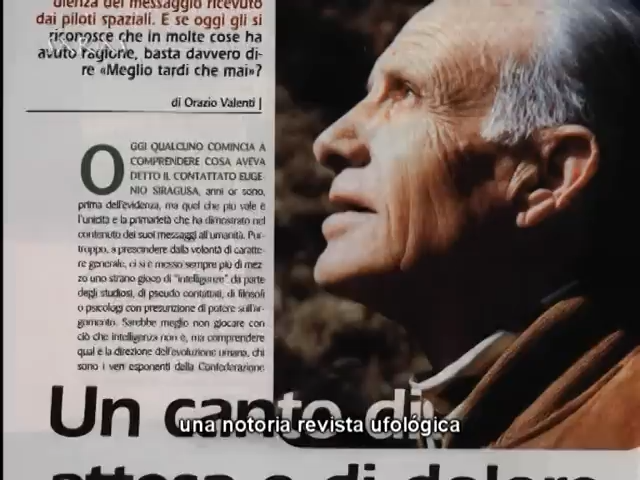 dienza del messaggio ricevuto
dai piloti spaziali. E se oggi gli si
riconosce che in molte cose ha
avuto ragione, basta davvero di-
re «Meglio tardi che mai»?
di Orazio Valenti
OGGI QUALCUNO COMINCIA A
COMPRENDERE COSA AVEVA
DETTO IL CONTATTATO EUGE-
NIO SIRAGUSA, anni or sono,
prima dell'evidenza, ma quel che più vale è
l'unicità e la primarietà che ha dimostrato nel
contenuto dei suoi messaggi all'umanità. Pur-
troppo, a prescindere dalla volontà di caratte-
re generale, ci si è messo sempre più di mez-
zo uno strano gioco di "intelligenze" da parte
degli studiosi, di pseudo contattati, di filosofi
o psicologi con presunzione di potere sull'ar-
gomento. Sarebbe meglio non giocare con
ciò che intelligenza non è, ma comprendere
qual è la direzione dell'evoluzione umana, chi
sono i veri esponenti della Confederazione
Un canto di
una notoria revista ufológica
attesa e di dolore